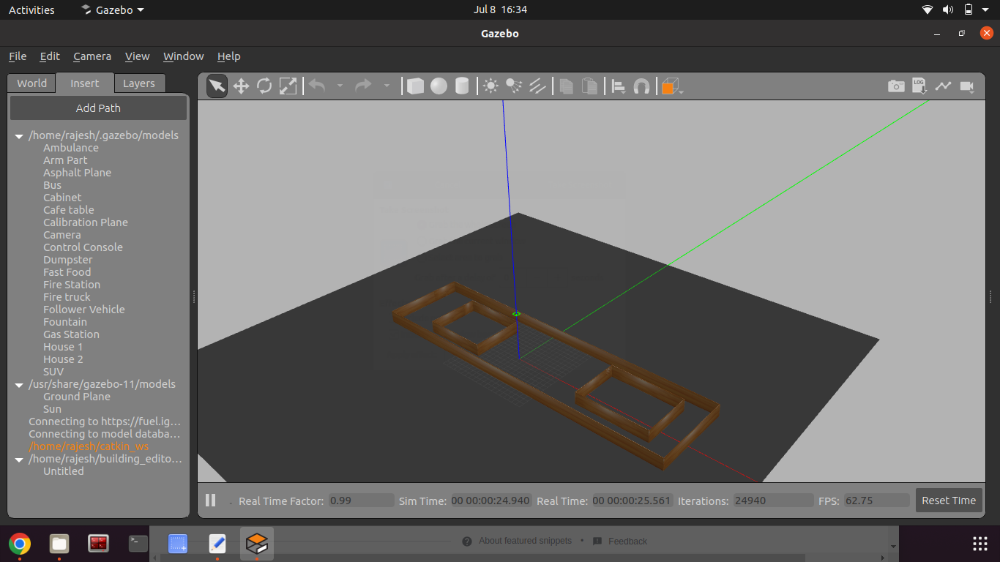 Activities Gazebo Jul 8 16:34
Gazebo
File Edit Camera View Window Help
World Insert Layers
LOG
Add Path
/home/rajesh/.gazebo/models
Ambulance
Arm Part
Asphalt Plane
Bus
Cabinet
Cafe table
Calibration Plane
Camera
Control Console
Dumpster
Fast Food
Fire Station
Fire truck
Follower Vehicle
Fountain
Gas Station
House 1
House 2
SUV
/usr/share/gazebo-11/models
Ground Plane
Sun
Connecting to https://fuel.ig…
Connecting to model databa…
/home/rajesh/catkin_ws
/home/rajesh/building_edito…
Untitled
Real Time Factor: 0.99 Sim Time: 00 00:00:24.940 Real Time: 00 00:00:25.561 Iterations: 24940 FPS: 62.75 Reset Time
About featured snippets • Feedback